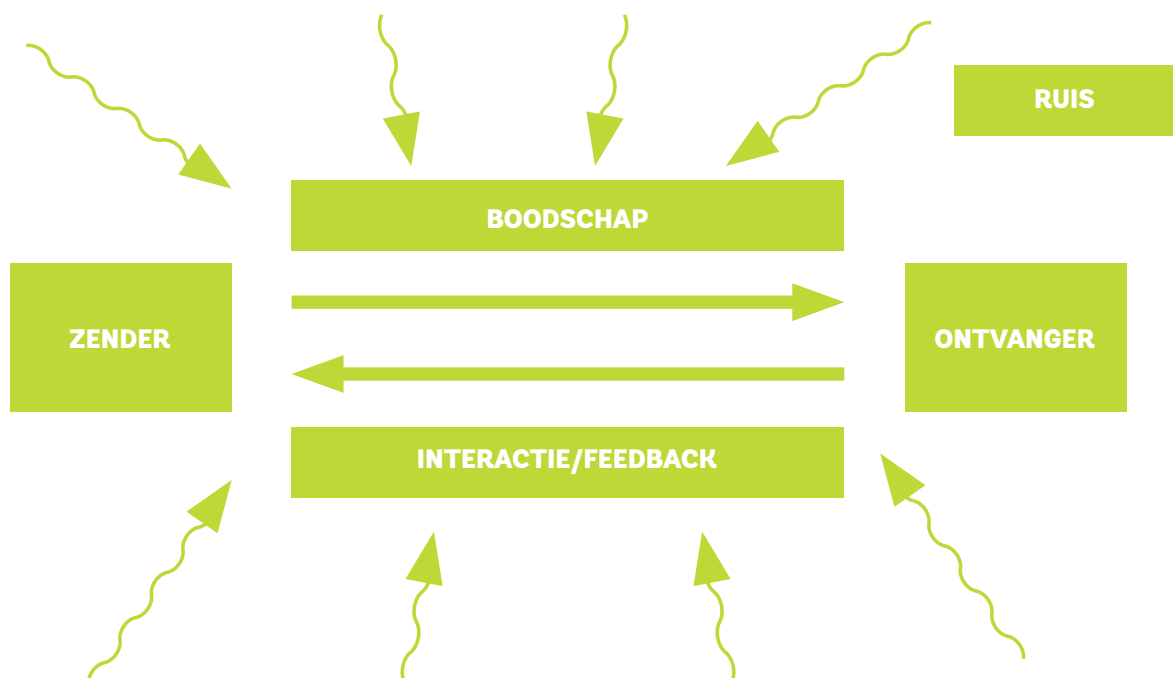 RUIS
BOODSCHAP
ZENDER
ONTVANGER
INTERACTIE/FEEDBACK